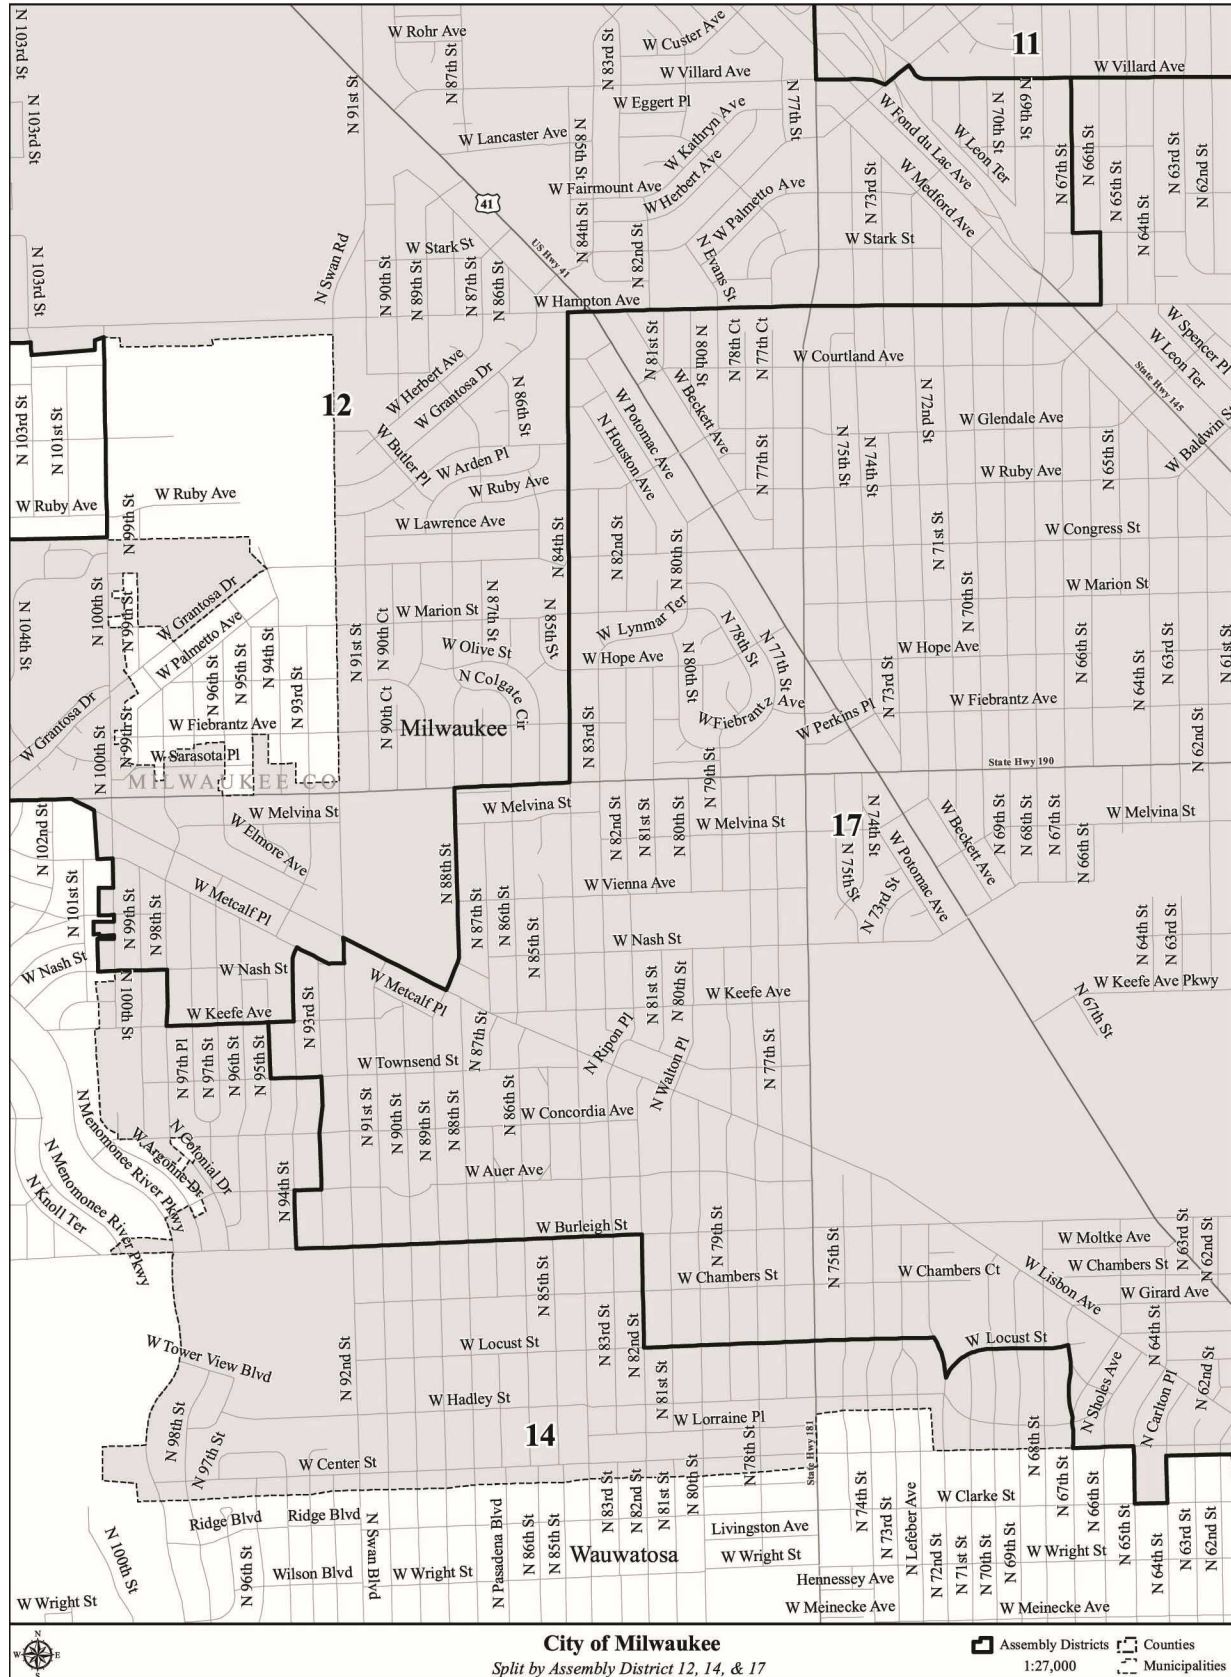 N 103rd St
W Rohr Ave
N 83rd St
W Custer Ave
11
N 91st St
N 87th St
W Villard Ave
W Villard Ave
N 103rd St
W Eggert Pl
N 77th St
W Fond du Lac Ave
N 70th St
N 69th St
W Lancaster Ave
N 85th St
W Kathryn Ave
W Leon Ter
N 67th St
N 66th St
N 65th St
N 63rd St
N 62nd St
W Fairmount Ave
W Herbert Ave
W Palmetto Ave
N 73rd St
W Medford Ave
41
N 84th St
N 64th St
N 103rd St
N Swan Rd
W Stark St
US Hwy 41
N 82nd St
N Evans St
W Stark St
N 90th St
N 89th St
N 87th St
N 86th St
W Hampton Ave
N 81st St
N 80th St
N 78th Ct
N 77th Ct
W Courtland Ave
W Spencer Pl
W Leon Ter
State Hwy 145
12
W Herbert Ave
W Grantosa Dr
N 86th St
W Potomac Ave
W Beckett Ave
N 72nd St
W Glendale Ave
W Baldwin St
N 103rd St
N 101st St
W Butler Pl
W Arden Pl
N Houston Ave
N 77th St
N 75th St
N 74th St
W Ruby Ave
N 65th St
W Ruby Ave
W Ruby Ave
W Ruby Ave
N 99th St
W Lawrence Ave
N 84th St
N 82nd St
N 80th St
N 71st St
W Congress St
N 104th St
N 100th St
N 99th St
W Grantosa Dr
W Palmetto Ave
N 91st St
N 90th Ct
W Marion St
N 87th St
N 85th St
W Lynmar Ter
N 70th St
W Marion St
W Olive St
N 78th St
N 77th St
W Hope Ave
N 80th St
W Hope Ave
N 66th St
N 64th St
N 63rd St
N 61st St
N 96th St
N 95th St
N 94th St
N 93rd St
N Colgate Cir
N 73rd St
W Grantosa Dr
N 100th St
N 99th St
W Fiebrantz Ave
N 90th Ct
Milwaukee
N 83rd St
W Fiebrantz Ave
W Perkins Pl
W Fiebrantz Ave
N 62nd St
W Sarasota Pl
MILWAUKEE CO
N 79th St
State Hwy 190
N 102nd St
W Melvina St
W Elmore Ave
W Melvina St
N 82nd St
N 81st St
N 80th St
W Melvina St
17
N 74th St
W Beckett Ave
N 69th St
N 68th St
N 67th St
N 66th St
W Melvina St
N 88th St
N 75th St
W Potomac Ave
N 101st St
N 99th St
N 98th St
W Metcalf Pl
N 87th St
N 86th St
W Vienna Ave
N 73rd St
N 85th St
N 64th St
N 63rd St
W Nash St
W Nash St
W Nash St
N 100th St
W Metcalf Pl
N 81st St
N 80th St
W Keefe Ave
W Keefe Ave Pkwy
N 67th St
W Keefe Ave
N 93rd St
N 87th St
N Ripon Pl
N 97th Pl
N 97th St
N 96th St
N 95th St
W Townsend St
N Walton Pl
N 77th St
N Menomonee River Pkwy
N Colonial Dr
N 91st St
N 90th St
N 89th St
N 88th St
N 86th St
W Concordia Ave
W Argonne Dr
N Menomonee River Pkwy
N Knoll Ter
N 94th St
W Auer Ave
W Burleigh St
N 79th St
N 75th St
W Moltke Ave
N 63rd St
N 62nd St
N 85th St
W Chambers St
W Chambers Ct
W Lisbon Ave
W Chambers St
W Girard Ave
W Tower View Blvd
N 92nd St
W Locust St
N 83rd St
N 82nd St
W Locust St
N 64th St
N 81st St
N Sholes Ave
N Carlton Pl
N 62nd St
N 98th St
N 97th St
W Hadley St
14
W Lorraine Pl
N 78th St
State Hwy 181
N 68th St
W Center St
N 80th St
N 81st St
N 82nd St
N 83rd St
N 74th St
N 73rd St
N Lefeber Ave
W Clarke St
N 67th St
N 66th St
N 65th St
N 100th St
Ridge Blvd
Ridge Blvd
N Swan Blvd
N Pasadena Blvd
N 86th St
N 85th St
Livingston Ave
N 72nd St
N 71st St
N 70th St
N 69th St
W Wright St
N 64th St
N 63rd St
N 62nd St
Wauwatosa
W Wright St
N 96th St
Wilson Blvd
W Wright St
Hennessey Ave
W Wright St
W Meinecke Ave
W Meinecke Ave
N
W
E
S
City of Milwaukee
Split by Assembly District 12, 14, & 17
Assembly Districts
Counties
1:27,000
Municipalities